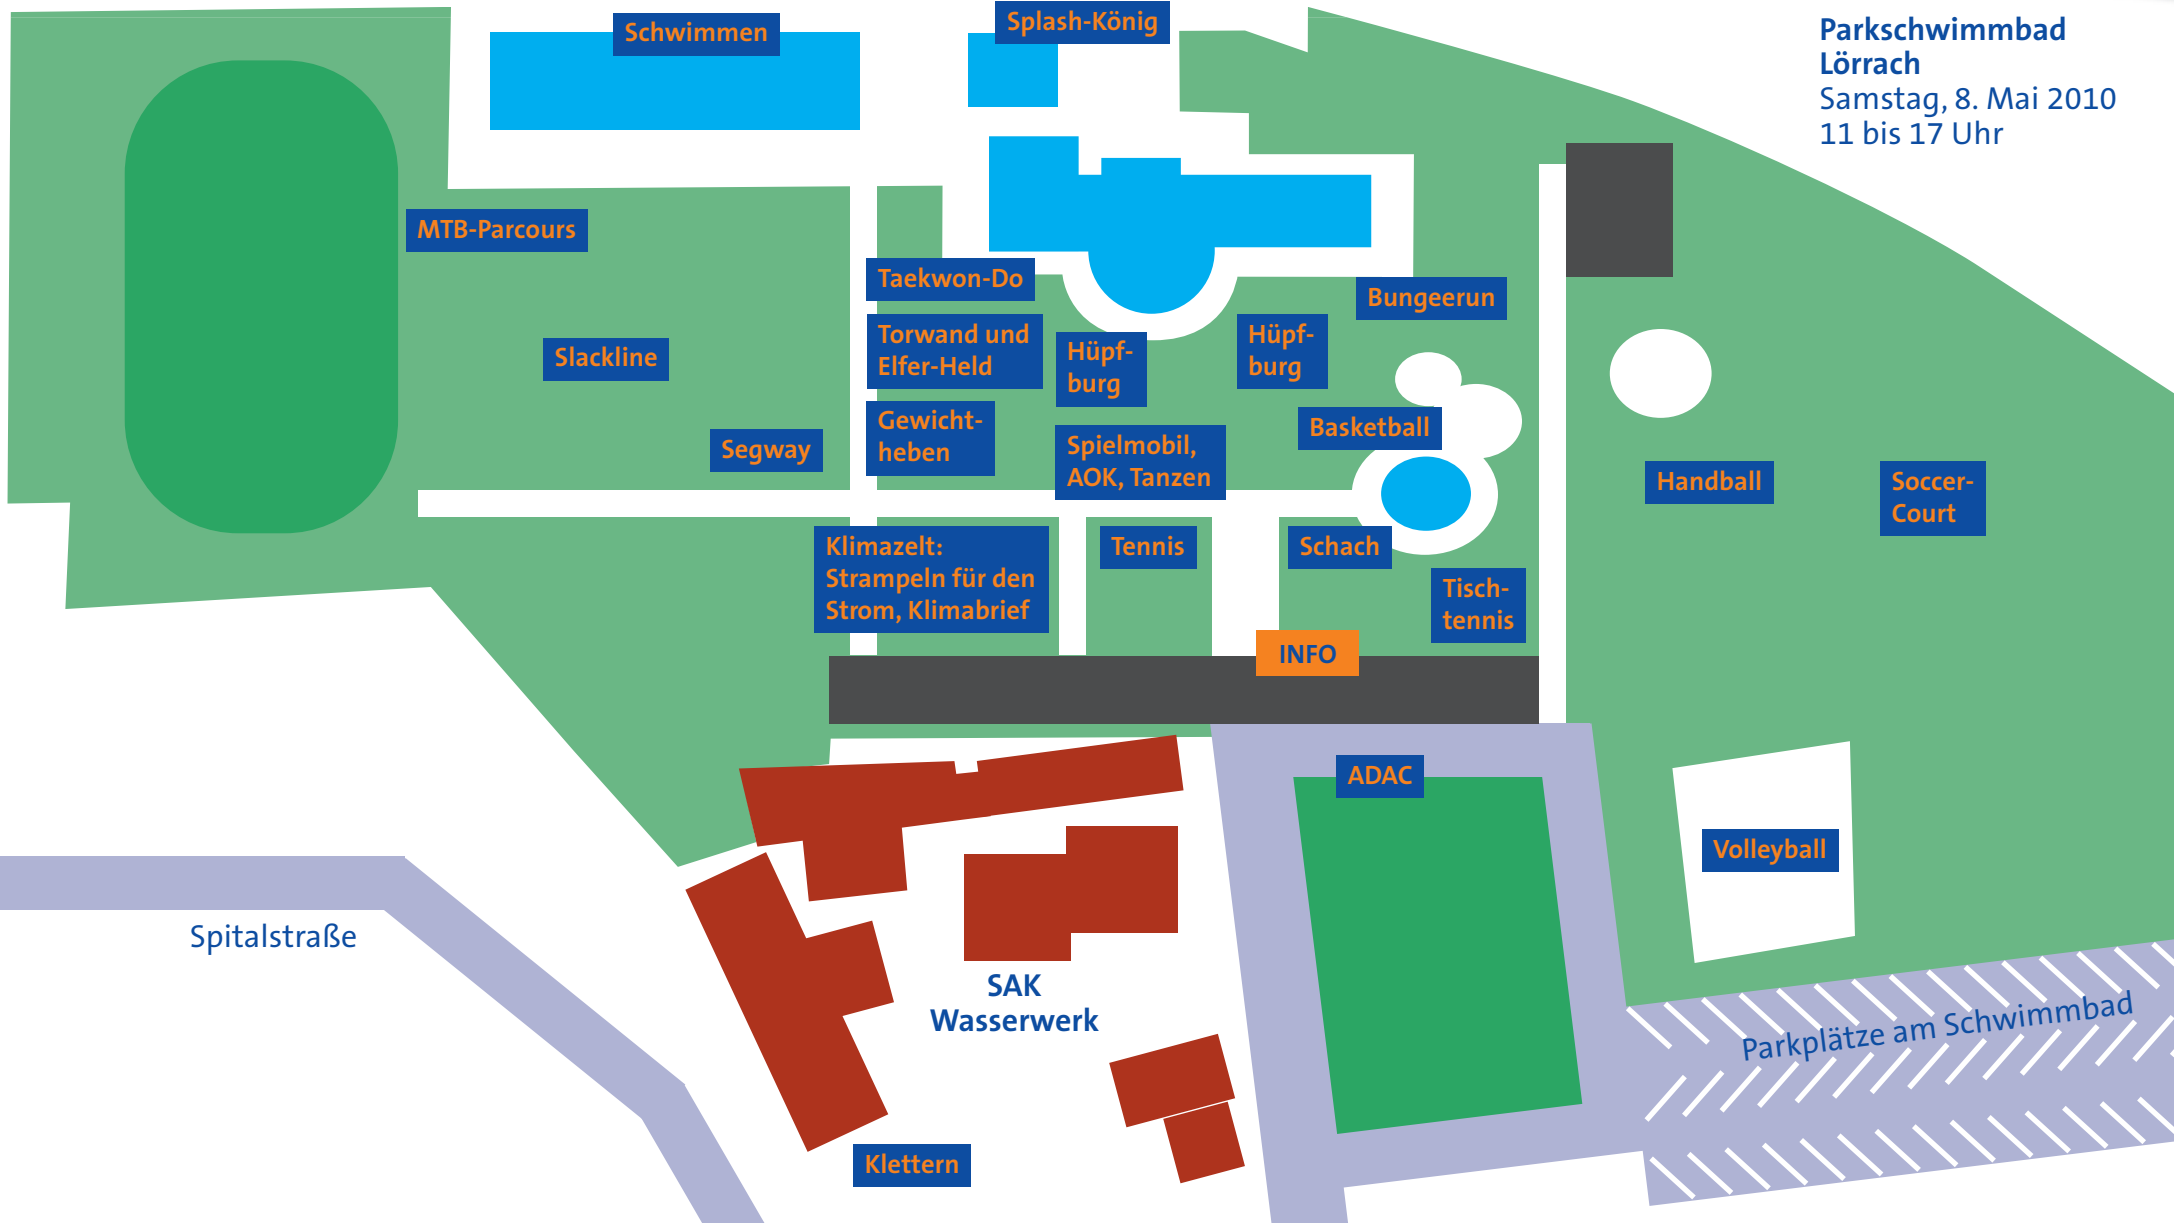 Schwimmen
Splash-König
Parkschwimmbad
Lörrach
Samstag, 8. Mai 2010
11 bis 17 Uhr
MTB-Parcours
Taekwon-Do
Bungeerun
Torwand und
Elfer-Held
Hüpf-
burg
Hüpf-
burg
Slackline
Gewicht-
heben
Basketball
Segway
Spielmobil,
AOK, Tanzen
Handball
Soccer-
Court
Klimazelt:
Strampeln für den
Strom, Klimabrief
Tennis
Schach
Tisch-
tennis
INFO
ADAC
Volleyball
Spitalstraße
SAK
Wasserwerk
Parkplätze am Schwimmbad
Klettern